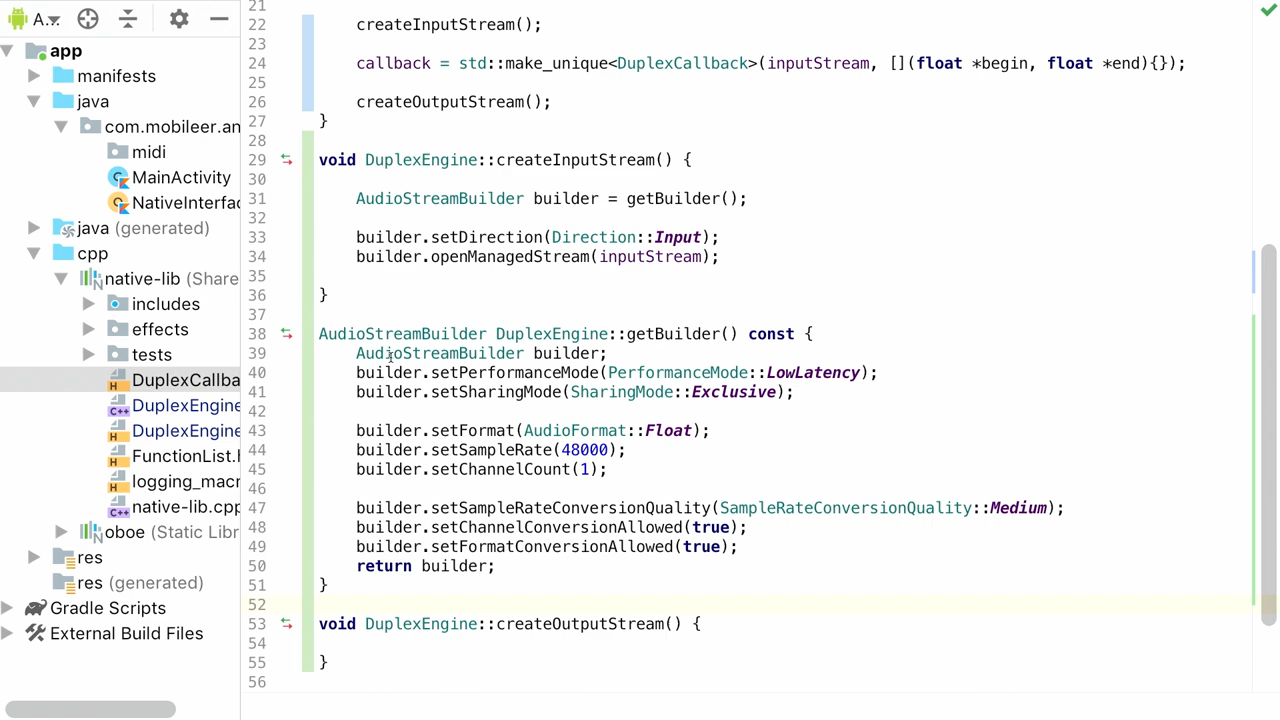 A..
app
manifests
java
com.mobileer.an
midi
MainActivity
NativeInterfac
java (generated)
cpp
native-lib (Share
includes
effects
tests
DuplexCallba
DuplexEngine
DuplexEngine
FunctionList.h
logging_macr
native-lib.cpp
oboe (Static Libr
res
res (generated)
Gradle Scripts
External Build Files
21
22 createInputStream();
23
24 callback = std::make_unique<DuplexCallback>(inputStream, [](float *begin, float *end){});
25
26 createOutputStream();
27 }
28
29 void DuplexEngine::createInputStream() {
30
31 AudioStreamBuilder builder = getBuilder();
32
33 builder.setDirection(Direction::Input);
34 builder.openManagedStream(inputStream);
35
36 }
37
38 AudioStreamBuilder DuplexEngine::getBuilder() const {
39 AudioStreamBuilder builder;
40 builder.setPerformanceMode(PerformanceMode::LowLatency);
41 builder.setSharingMode(SharingMode::Exclusive);
42
43 builder.setFormat(AudioFormat::Float);
44 builder.setSampleRate(48000);
45 builder.setChannelCount(1);
46
47 builder.setSampleRateConversionQuality(SampleRateConversionQuality::Medium);
48 builder.setChannelConversionAllowed(true);
49 builder.setFormatConversionAllowed(true);
50 return builder;
51 }
52
53 void DuplexEngine::createOutputStream() {
54
55 }
56